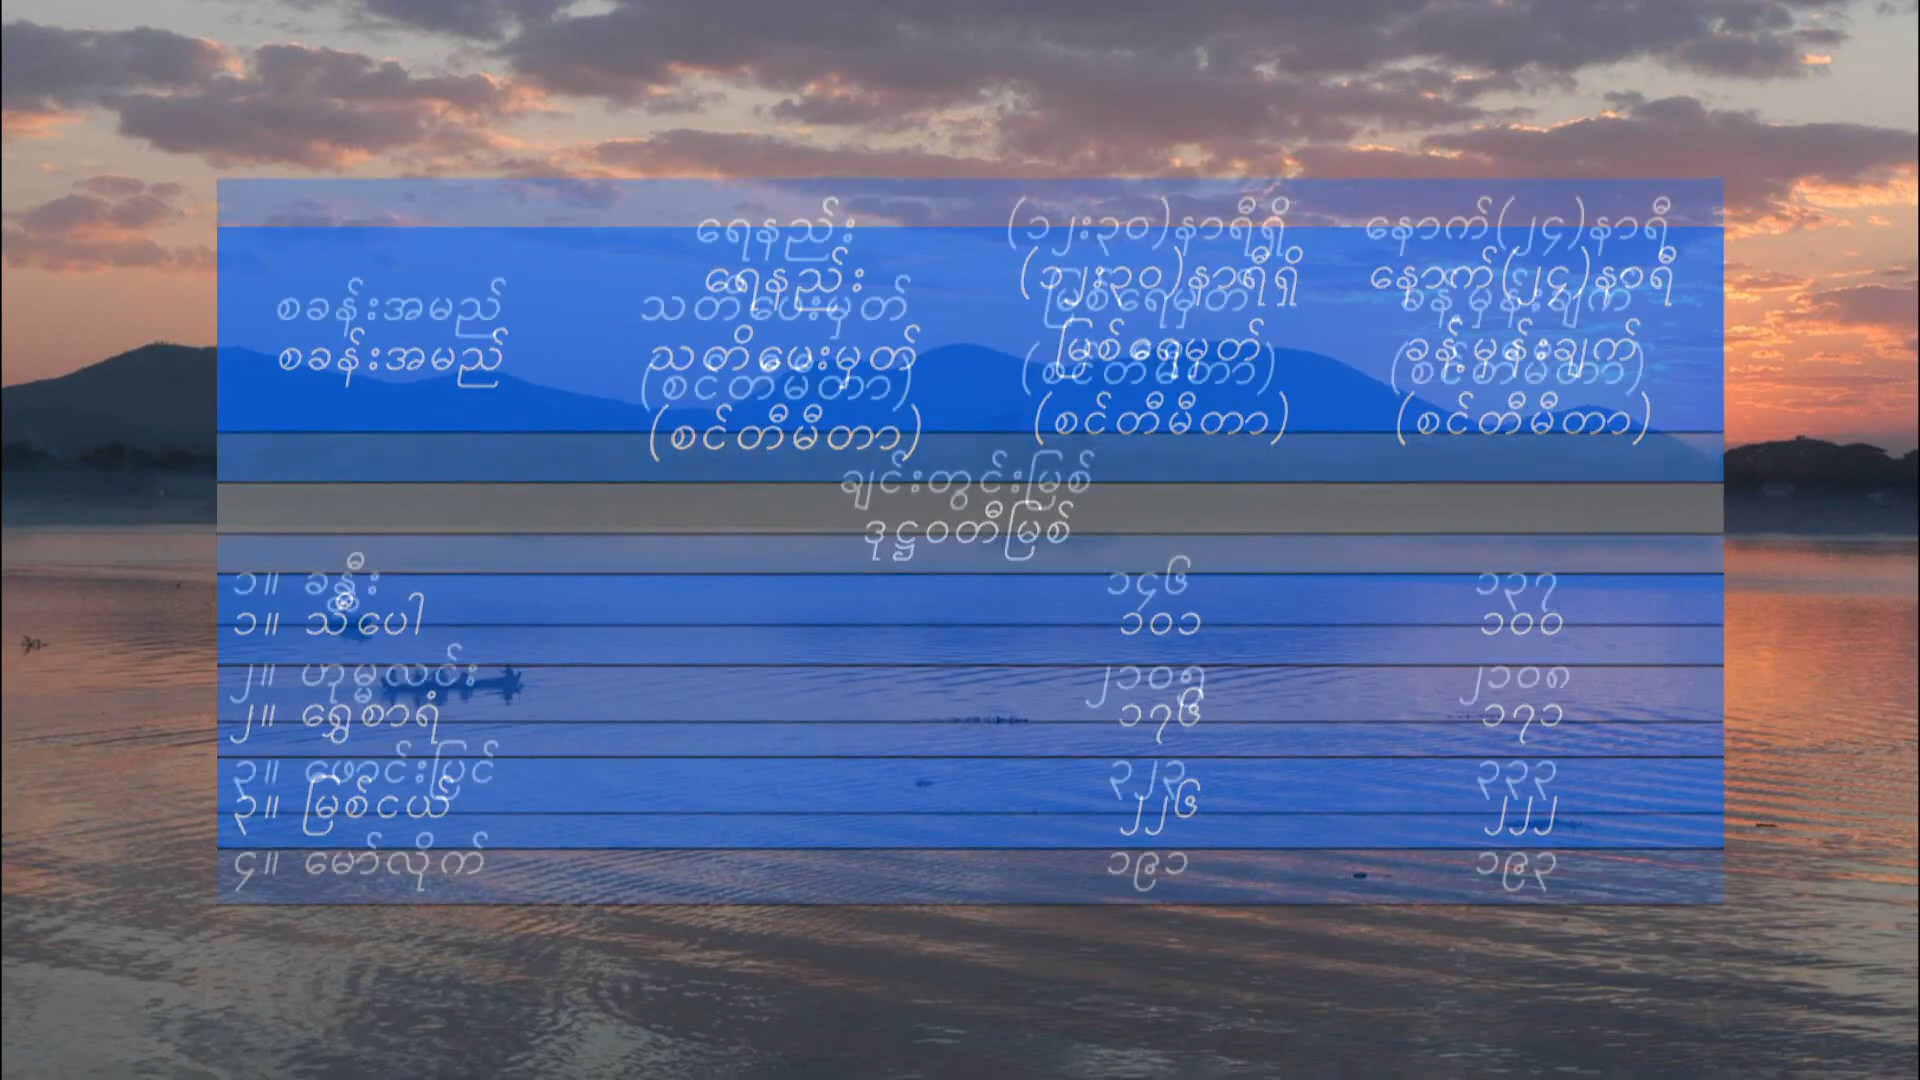 စခန်းအမည် ရေနည်း သတိပေးမှတ် (စင်တီမီတာ) (၁၂း၃၀)နာရီရှိ မြစ်ရေမှတ် (စင်တီမီတာ) နောက်(၂၄)နာရီ ခန့်မှန်းချက် (စင်တီမီတာ)
ချင်းတွင်းမြစ်
၁။ ခန္တီး ၁၄၆ ၁၃၇
၂။ ဟုမ္မလင်း ၂၁၀၈
၃။ ဖောင်းပြင် ၃၂၃ ၃၃၃
၄။ မော်လိုက် ၁၉၁ ၁၉၃
စခန်းအမည် ရေနည်း သတိပေးမှတ် (စင်တီမီတာ) (၁၂း၃၀)နာရီရှိ မြစ်ရေမှတ် (စင်တီမီတာ) နောက်(၂၄)နာရီ ခန့်မှန်းချက် (စင်တီမီတာ)
ဒုဋ္ဌဝတီမြစ်
၁။ သီပေါ ၁၀၁ ၁၀၀
၂။ ရွှေစာရံ ၁၇၆ ၁၇၁
၃။ မြစ်ငယ် ၂၂၆ ၂၂၂